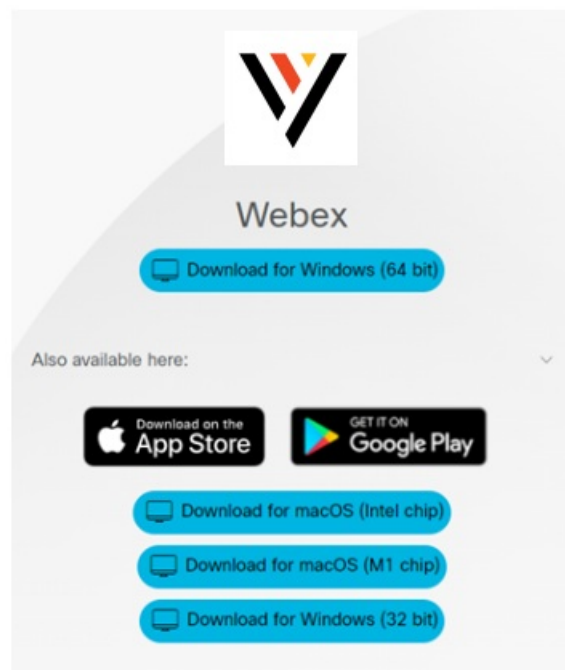 Webex
Download for Windows (64 bit)
Also available here:
Download on the
App Store
GET IT ON
Google Play
Download for macOS (Intel chip)
Download for macOS (M1 chip)
Download for Windows (32 bit)